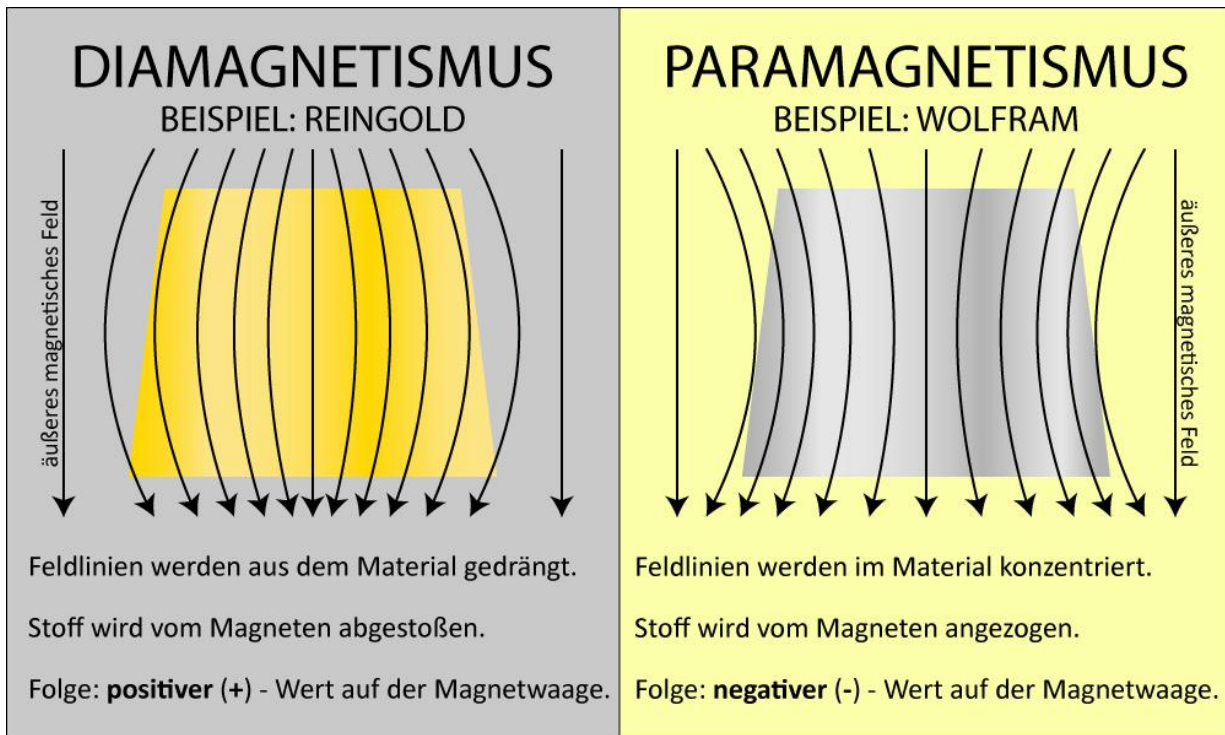 DIAMAGNETISMUS
BEISPIEL: REINGOLD
äußeres magnetisches Feld
Feldlinien werden aus dem Material gedrängt.
Stoff wird vom Magneten abgestoßen.
Folge: positiver (+) - Wert auf der Magnetwaage.
PARAMAGNETISMUS
BEISPIEL: WOLFRAM
äußeres magnetisches Feld
Feldlinien werden im Material konzentriert.
Stoff wird vom Magneten angezogen.
Folge: negativer (-) - Wert auf der Magnetwaage.